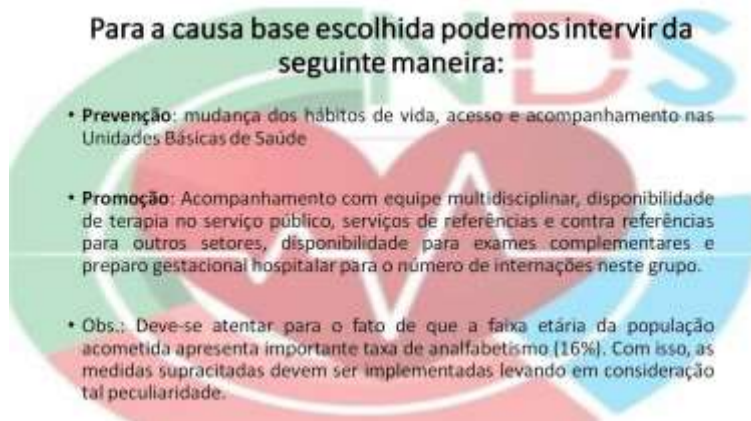 NDS
Para a causa base escolhida podemos intervir da
seguinte maneira:
• Prevenção: mudança dos hábitos de vida, acesso e acompanhamento nas
Unidades Básicas de Saúde
• Promoção: Acompanhamento com equipe multidisciplinar, disponibilidade
de terapia no serviço público, serviços de referências e contra referências
para outros setores, disponibilidade para exames complementares e
preparo gestacional hospitalar para o número de internações neste grupo.
• Obs.: Deve-se atentar para o fato de que a faixa etária da população
acometida apresenta importante taxa de analfabetismo (16%). Com isso, as
medidas supracitadas devem ser implementadas levando em consideração
tal peculiaridade.